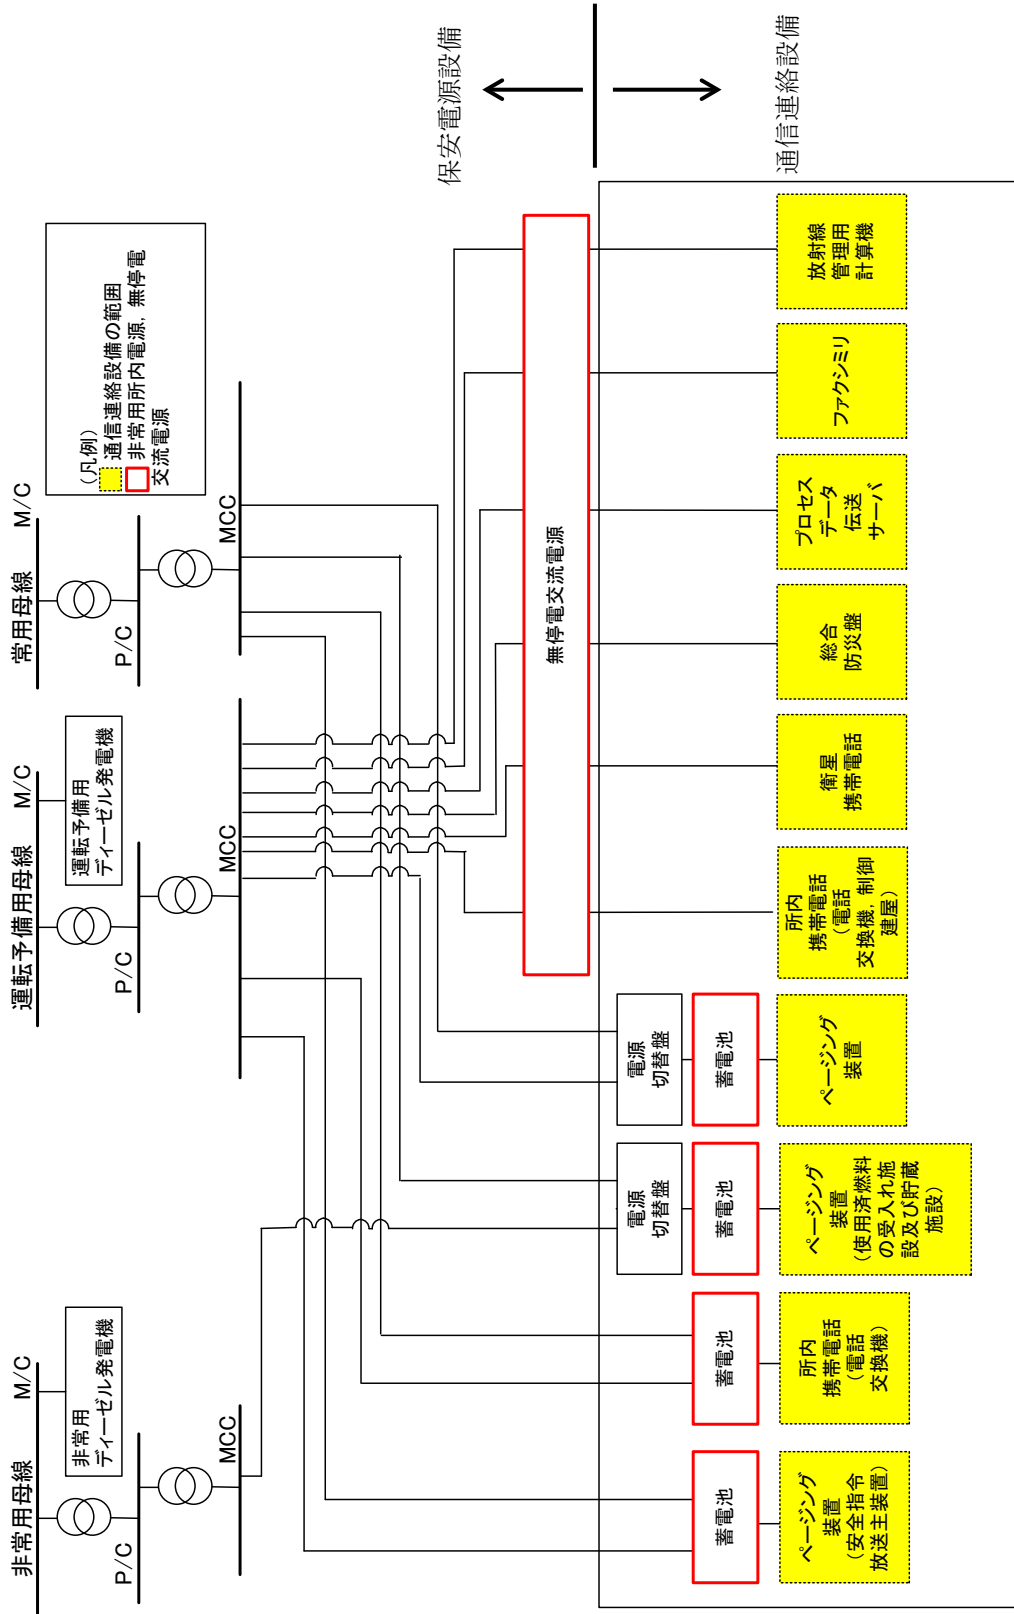 非常用母線
M/C
非常用
ディーゼル発電機
P/C
MCC
運転予備用母線
M/C
運転予備用
ディーゼル発電機
P/C
MCC
常用母線
M/C
P/C
MCC
(凡例)
通信連絡設備の範囲
非常用所内電源, 無停電
交流電源
保安電源設備
通信連絡設備
無停電交流電源
電源
切替盤
電源
切替盤
蓄電池
蓄電池
蓄電池
蓄電池
ページング
装置
(安全指令
放送主装置)
所内
携帯電話
(電話
交換機)
ページング
装置
(使用済燃料
の受入れ施
設及び貯蔵
施設)
ページング
装置
所内
携帯電話
(電話
交換機, 制御
建屋)
衛星
携帯電話
総合
防災盤
プロセス
データ
伝送
サーバ
ファクシミリ
放射線
管理用
計算機